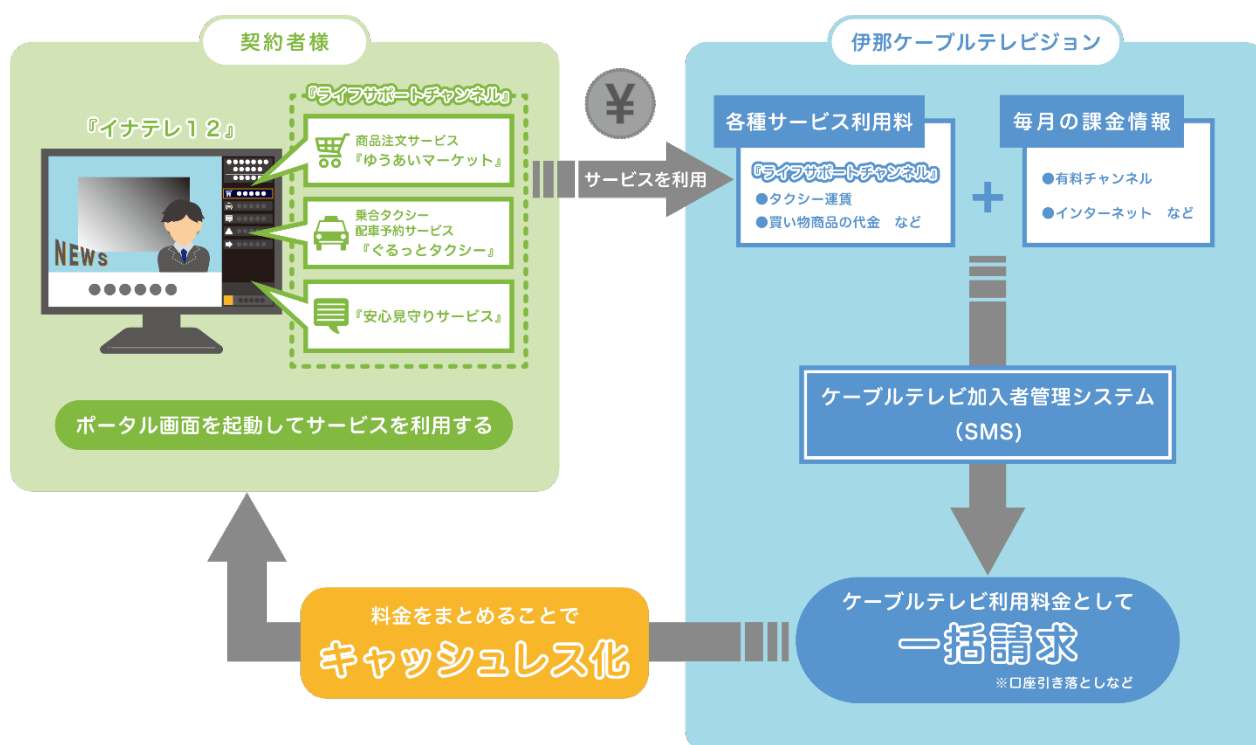 契約者様
『イナテレ12』
NEWs
『ライフサポートチャンネル』
商品注文サービス
『ゆうあいマーケット』
乗合タクシー
配車予約サービス
『ぐるっとタクシー』
『安心見守りサービス』
ポータル画面を起動してサービスを利用する
¥
サービスを利用
伊那ケーブルテレビジョン
各種サービス利用料
『ライフサポートチャンネル』
●タクシー運賃
●買い物商品の代金 など
+
毎月の課金情報
●有料チャンネル
●インターネット など
ケーブルテレビ加入者管理システム
(SMS)
ケーブルテレビ利用料金として
一括請求
※口座引き落としなど
料金をまとめることで
キャッシュレス化